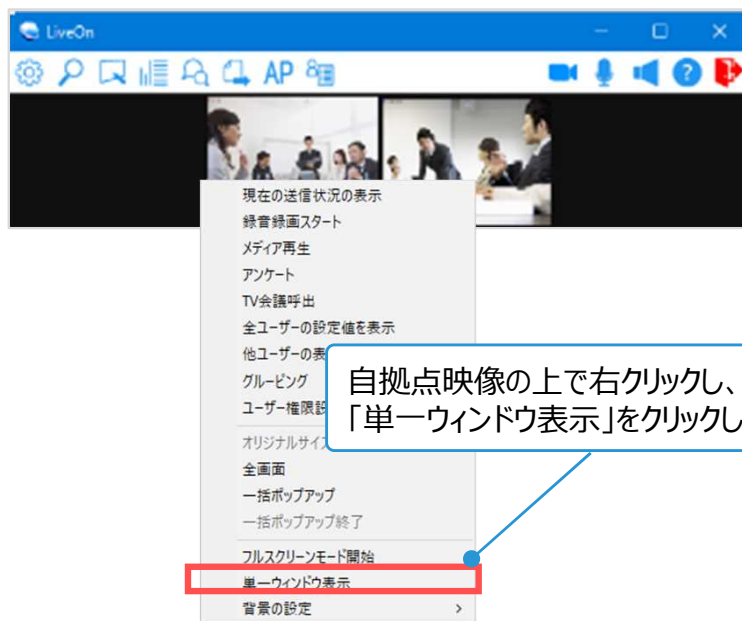 LiveOn
AP
現在の送信状況の表示
録音録画スタート
メディア再生
アンケート
TV会議呼出
全ユーザーの設定値を表示
他ユーザーの表
グルーピング
ユーザー権限設
オリジナルサイズ
全画面
一括ポップアップ
一括ポップアップ終了
フルスクリーンモード開始
単一ウィンドウ表示
背景の設定
自拠点映像の上で右クリックし、
「単一ウィンドウ表示」をクリックし